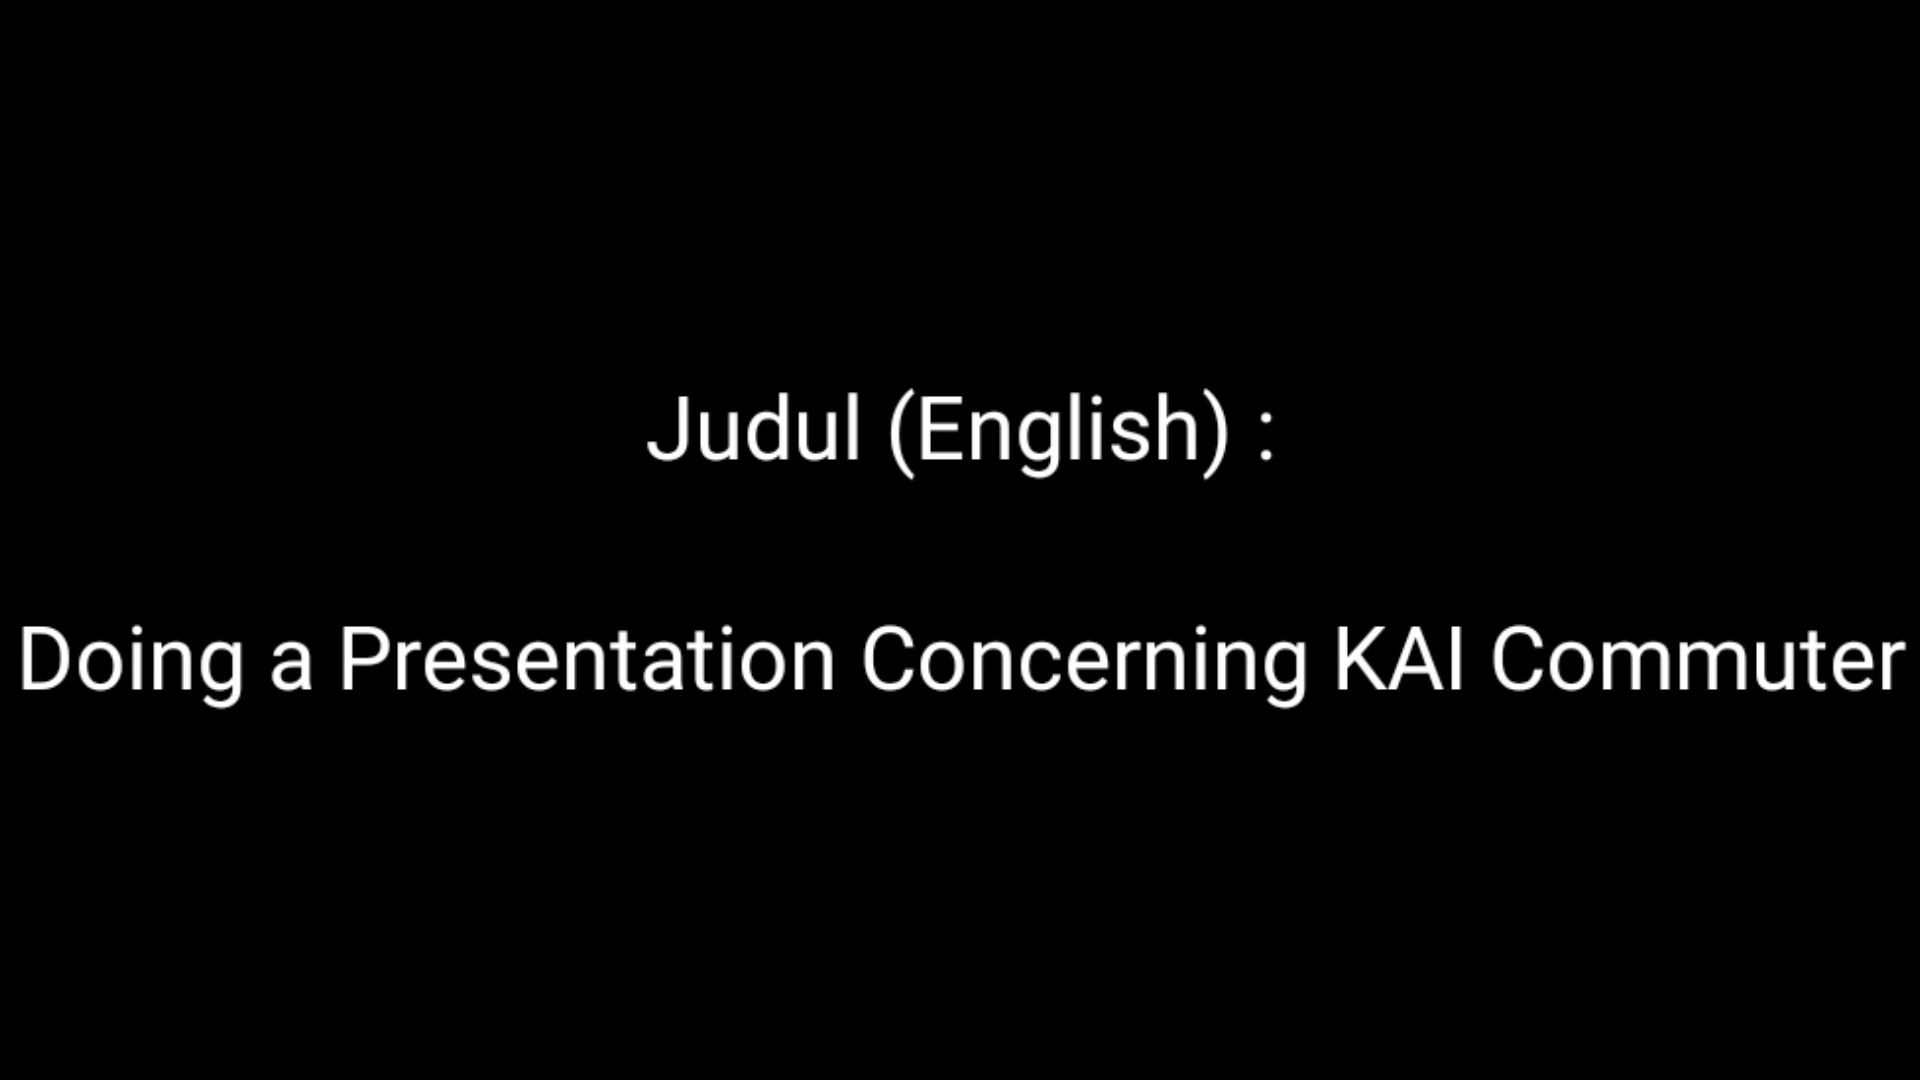 Judul (English) :
Doing a Presentation Concerning KAI Commuter